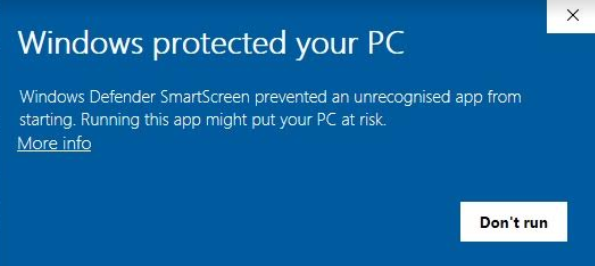 Windows protected your PC
Windows Defender SmartScreen prevented an unrecognised app from
starting. Running this app might put your PC at risk.
More info
Don't run